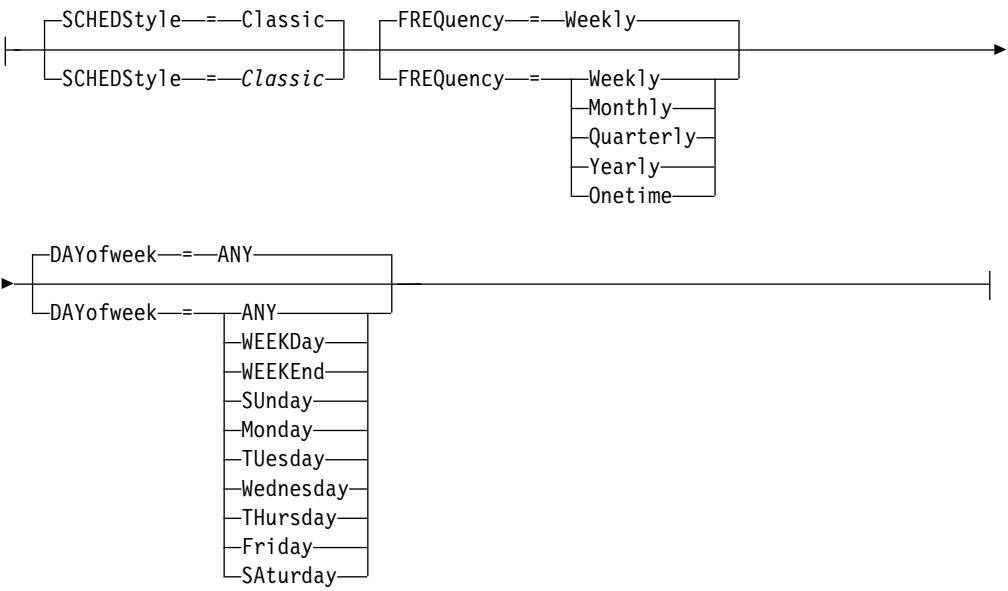 SCHEDStyle = Classic FREQuency = Weekly
SCHEDStyle = Classic FREQuency = Weekly
Monthly
Quarterly
Yearly
Onetime
DAYofweek = ANY
DAYofweek = ANY
WEEKDay
WEEKEnd
SUnday
Monday
TUesday
Wednesday
THursday
Friday
SAturday